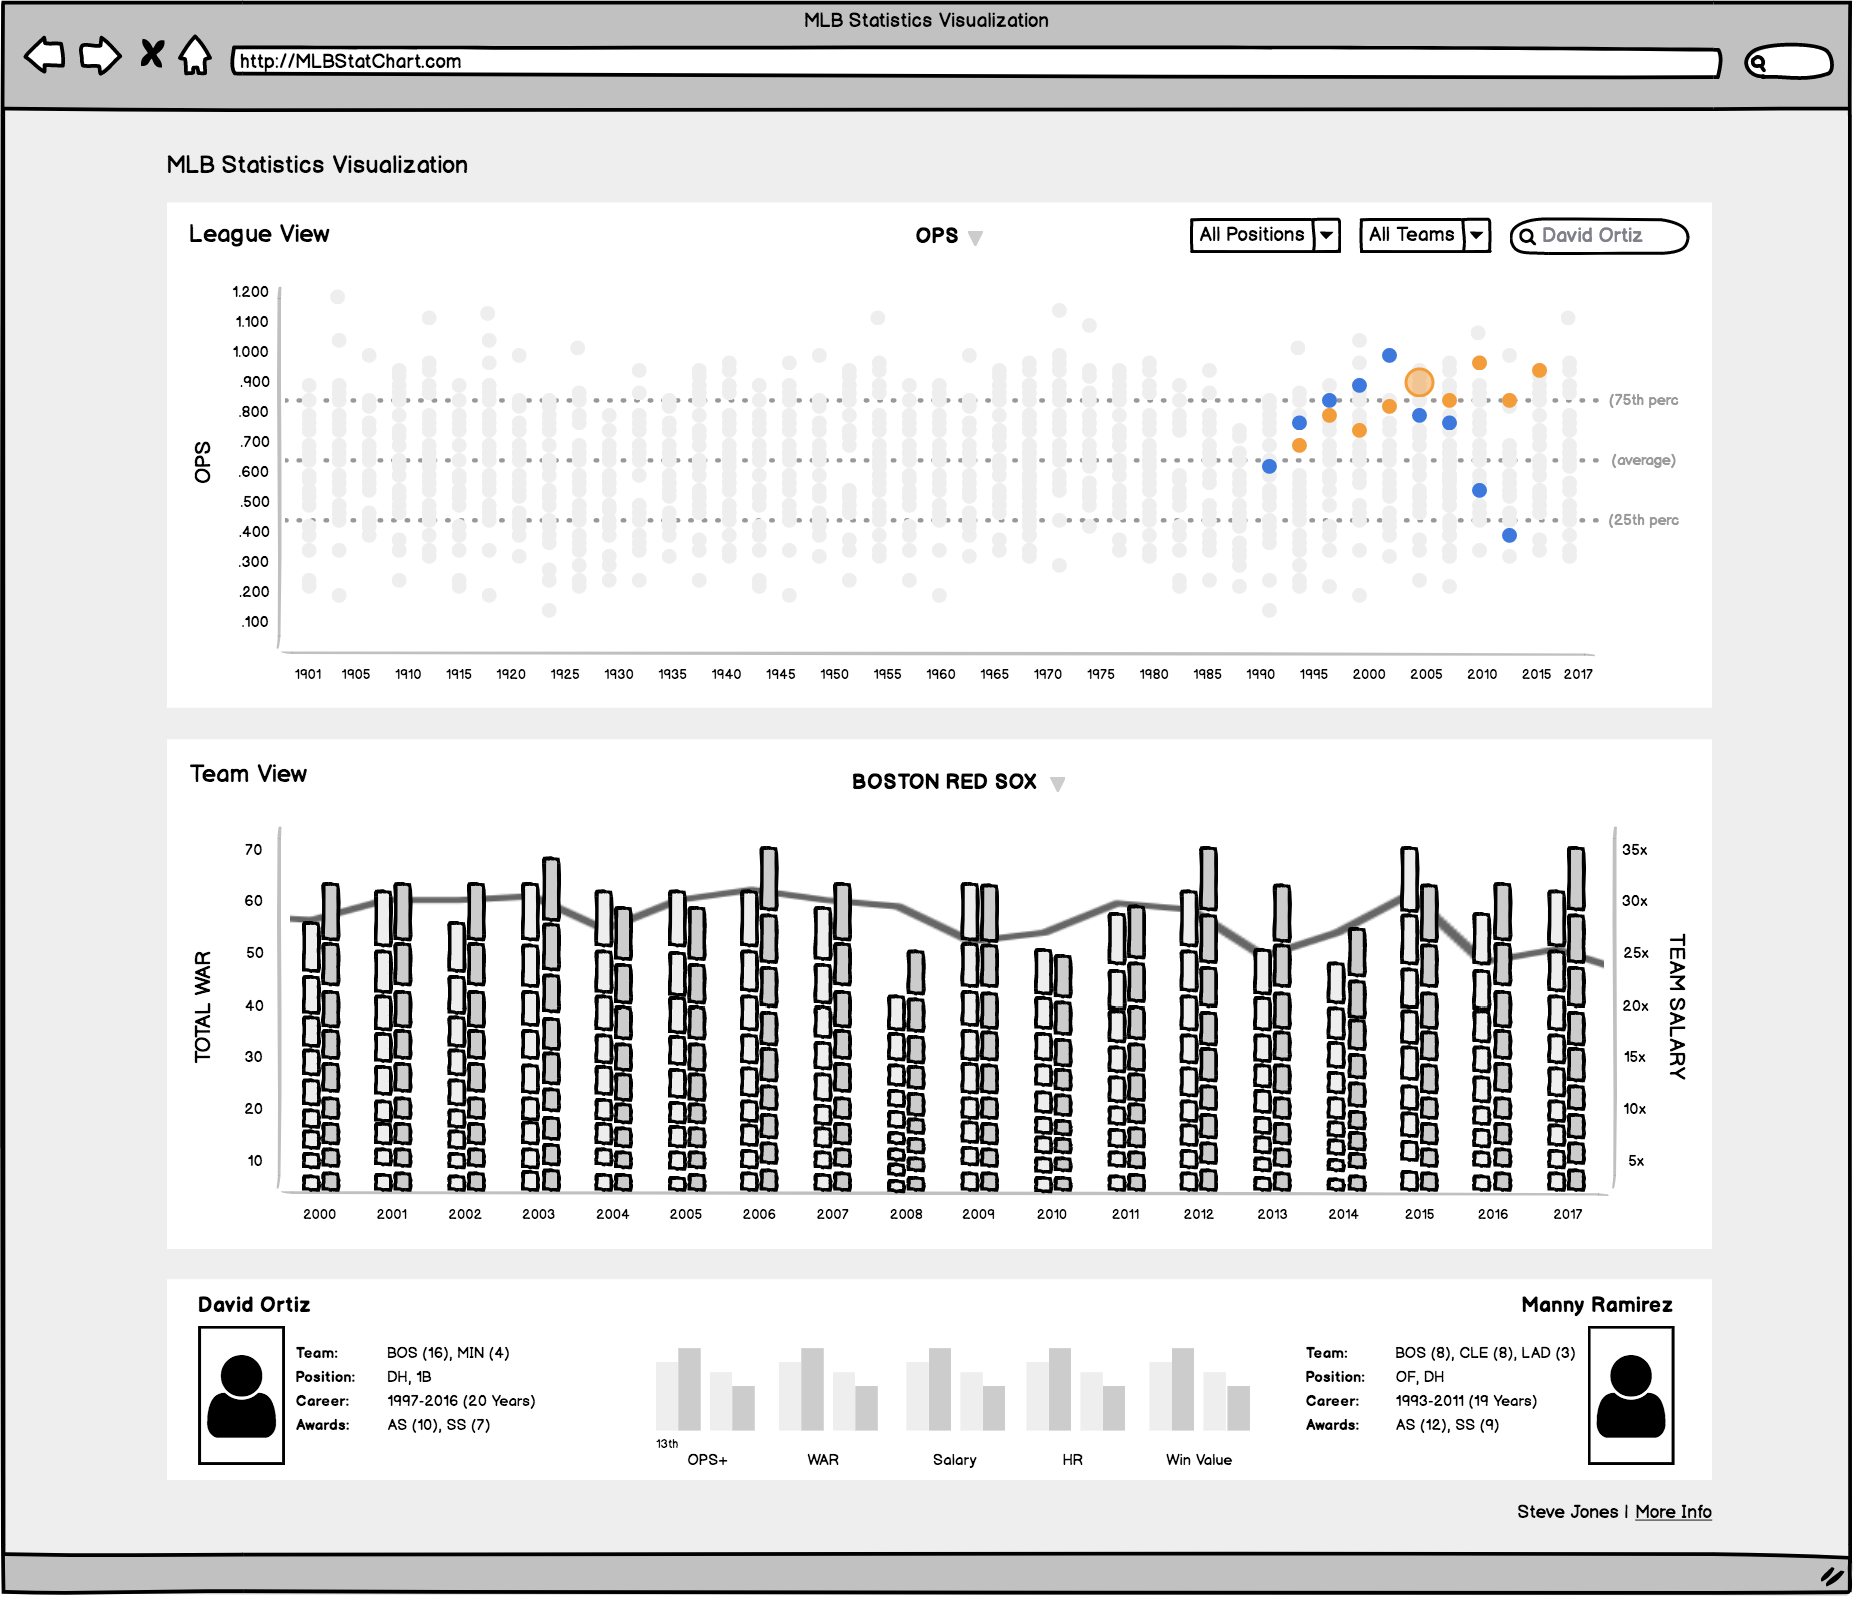 MLB Statistics Visualization
http://MLBStatChart.com
MLB Statistics Visualization
League View
OPS
All Positions
All Teams
David Ortiz
1.200
1.100
1.000
.900
.800
.700
.600
.500
.400
.300
.200
.100
OPS
(75th perc
(average)
(25th perc
1901 1905 1910 1915 1920 1925 1930 1935 1940 1945 1950 1955 1960 1965 1970 1975 1980 1985 1990 1995 2000 2005 2010 2015 2017
Team View
BOSTON RED SOX
70
60
50
40
30
20
10
TOTAL WAR
35x
30x
25x
20x
15x
10x
5x
TEAM SALARY
2000 2001 2002 2003 2004 2005 2006 2007 2008 2009 2010 2011 2012 2013 2014 2015 2016 2017
David Ortiz
Team: BOS (16), MIN (4)
Position: DH, 1B
Career: 1997-2016 (20 Years)
Awards: AS (10), SS (7)
13th
OPS+ WAR Salary HR Win Value
Manny Ramirez
Team: BOS (8), CLE (8), LAD (3)
Position: OF, DH
Career: 1993-2011 (19 Years)
Awards: AS (12), SS (9)
Steve Jones | More Info